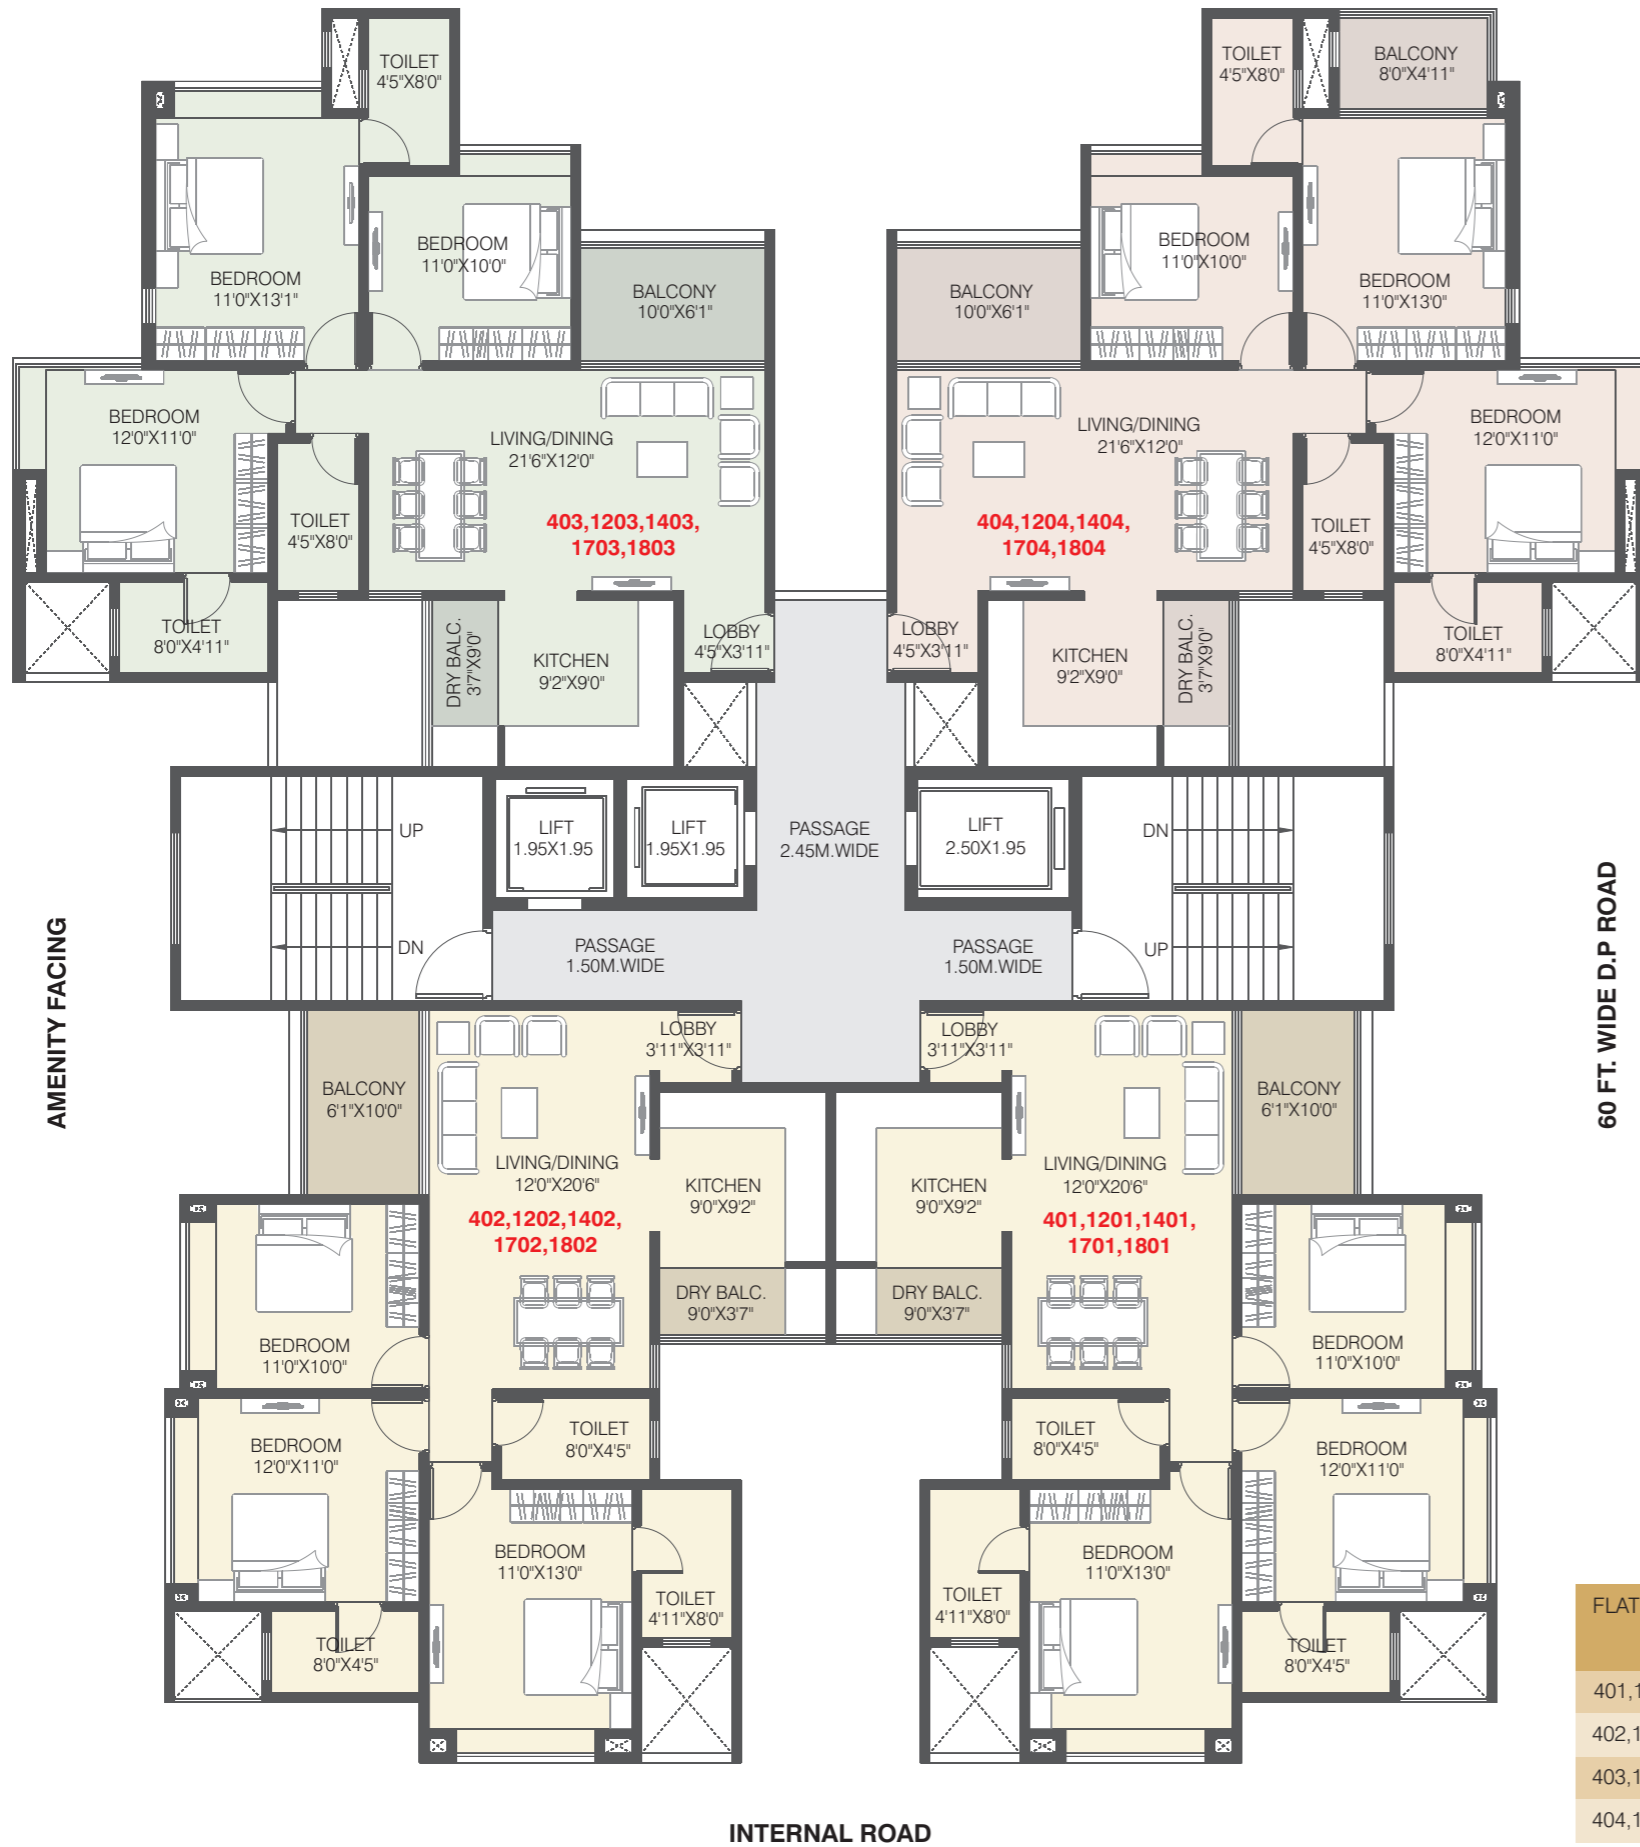 TOILET
4'5"X8'0"
BEDROOM
11'0"X13'1"
BEDROOM
11'0"X10'0"
BALCONY
10'0"X6'1"
BEDROOM
12'0"X11'0"
LIVING/DINING
21'6"X12'0"
403,1203,1403,
1703,1803
TOILET
4'5"X8'0"
TOILET
8'0"X4'11"
DRY BALC.
3'7"X9'0"
KITCHEN
9'2"X9'0"
LOBBY
4'5"X3'11"
TOILET
4'5"X8'0"
BALCONY
8'0"X4'11"
BEDROOM
11'0"X10'0"
BEDROOM
11'0"X13'0"
BALCONY
10'0"X6'1"
LIVING/DINING
21'6"X12'0"
BEDROOM
12'0"X11'0"
404,1204,1404,
1704,1804
TOILET
4'5"X8'0"
LOBBY
4'5"X3'11"
KITCHEN
9'2"X9'0"
DRY BALC.
3'7"X9'0"
TOILET
8'0"X4'11"
UP
LIFT
1.95X1.95
LIFT
1.95X1.95
PASSAGE
2.45M.WIDE
LIFT
2.50X1.95
DN
DN
PASSAGE
1.50M.WIDE
PASSAGE
1.50M.WIDE
UP
AMENITY FACING
60 FT. WIDE D.P ROAD
LOBBY
3'11"X3'11"
BALCONY
6'1"X10'0"
LIVING/DINING
12'0"X20'6"
KITCHEN
9'0"X9'2"
402,1202,1402,
1702,1802
DRY BALC.
9'0"X3'7"
BEDROOM
11'0"X10'0"
BEDROOM
12'0"X11'0"
TOILET
8'0"X4'5"
BEDROOM
11'0"X13'0"
TOILET
4'11"X8'0"
TOILET
8'0"X4'5"
LOBBY
3'11"X3'11"
BALCONY
6'1"X10'0"
LIVING/DINING
12'0"X20'6"
KITCHEN
9'0"X9'2"
401,1201,1401,
1701,1801
DRY BALC.
9'0"X3'7"
BEDROOM
11'0"X10'0"
TOILET
8'0"X4'5"
BEDROOM
12'0"X11'0"
BEDROOM
11'0"X13'0"
TOILET
4'11"X8'0"
TOILET
8'0"X4'5"
FLAT
401,1
402,1
403,1
404,1
INTERNAL ROAD